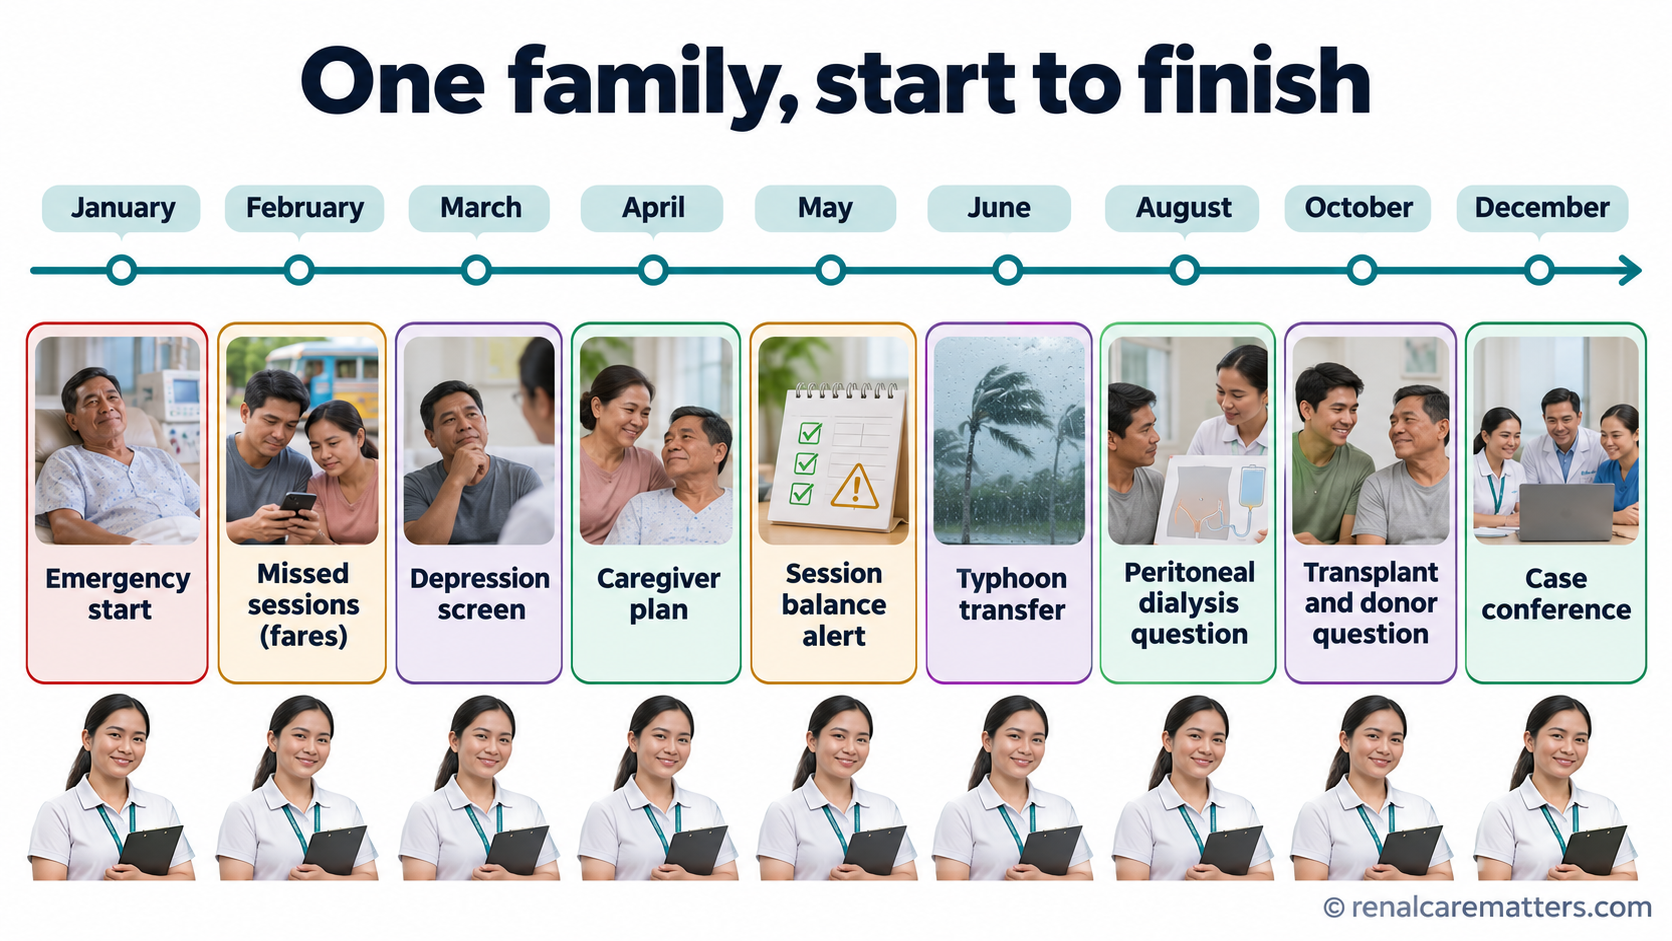 One family, start to finish
January
February
March
April
May
June
August
October
December
Emergency
start
Missed
sessions
(fares)
Depression
screen
Caregiver
plan
Session
balance
alert
Typhoon
transfer
Peritoneal
dialysis
question
Transplant
and donor
question
Case
conference
© renalcarematters.com